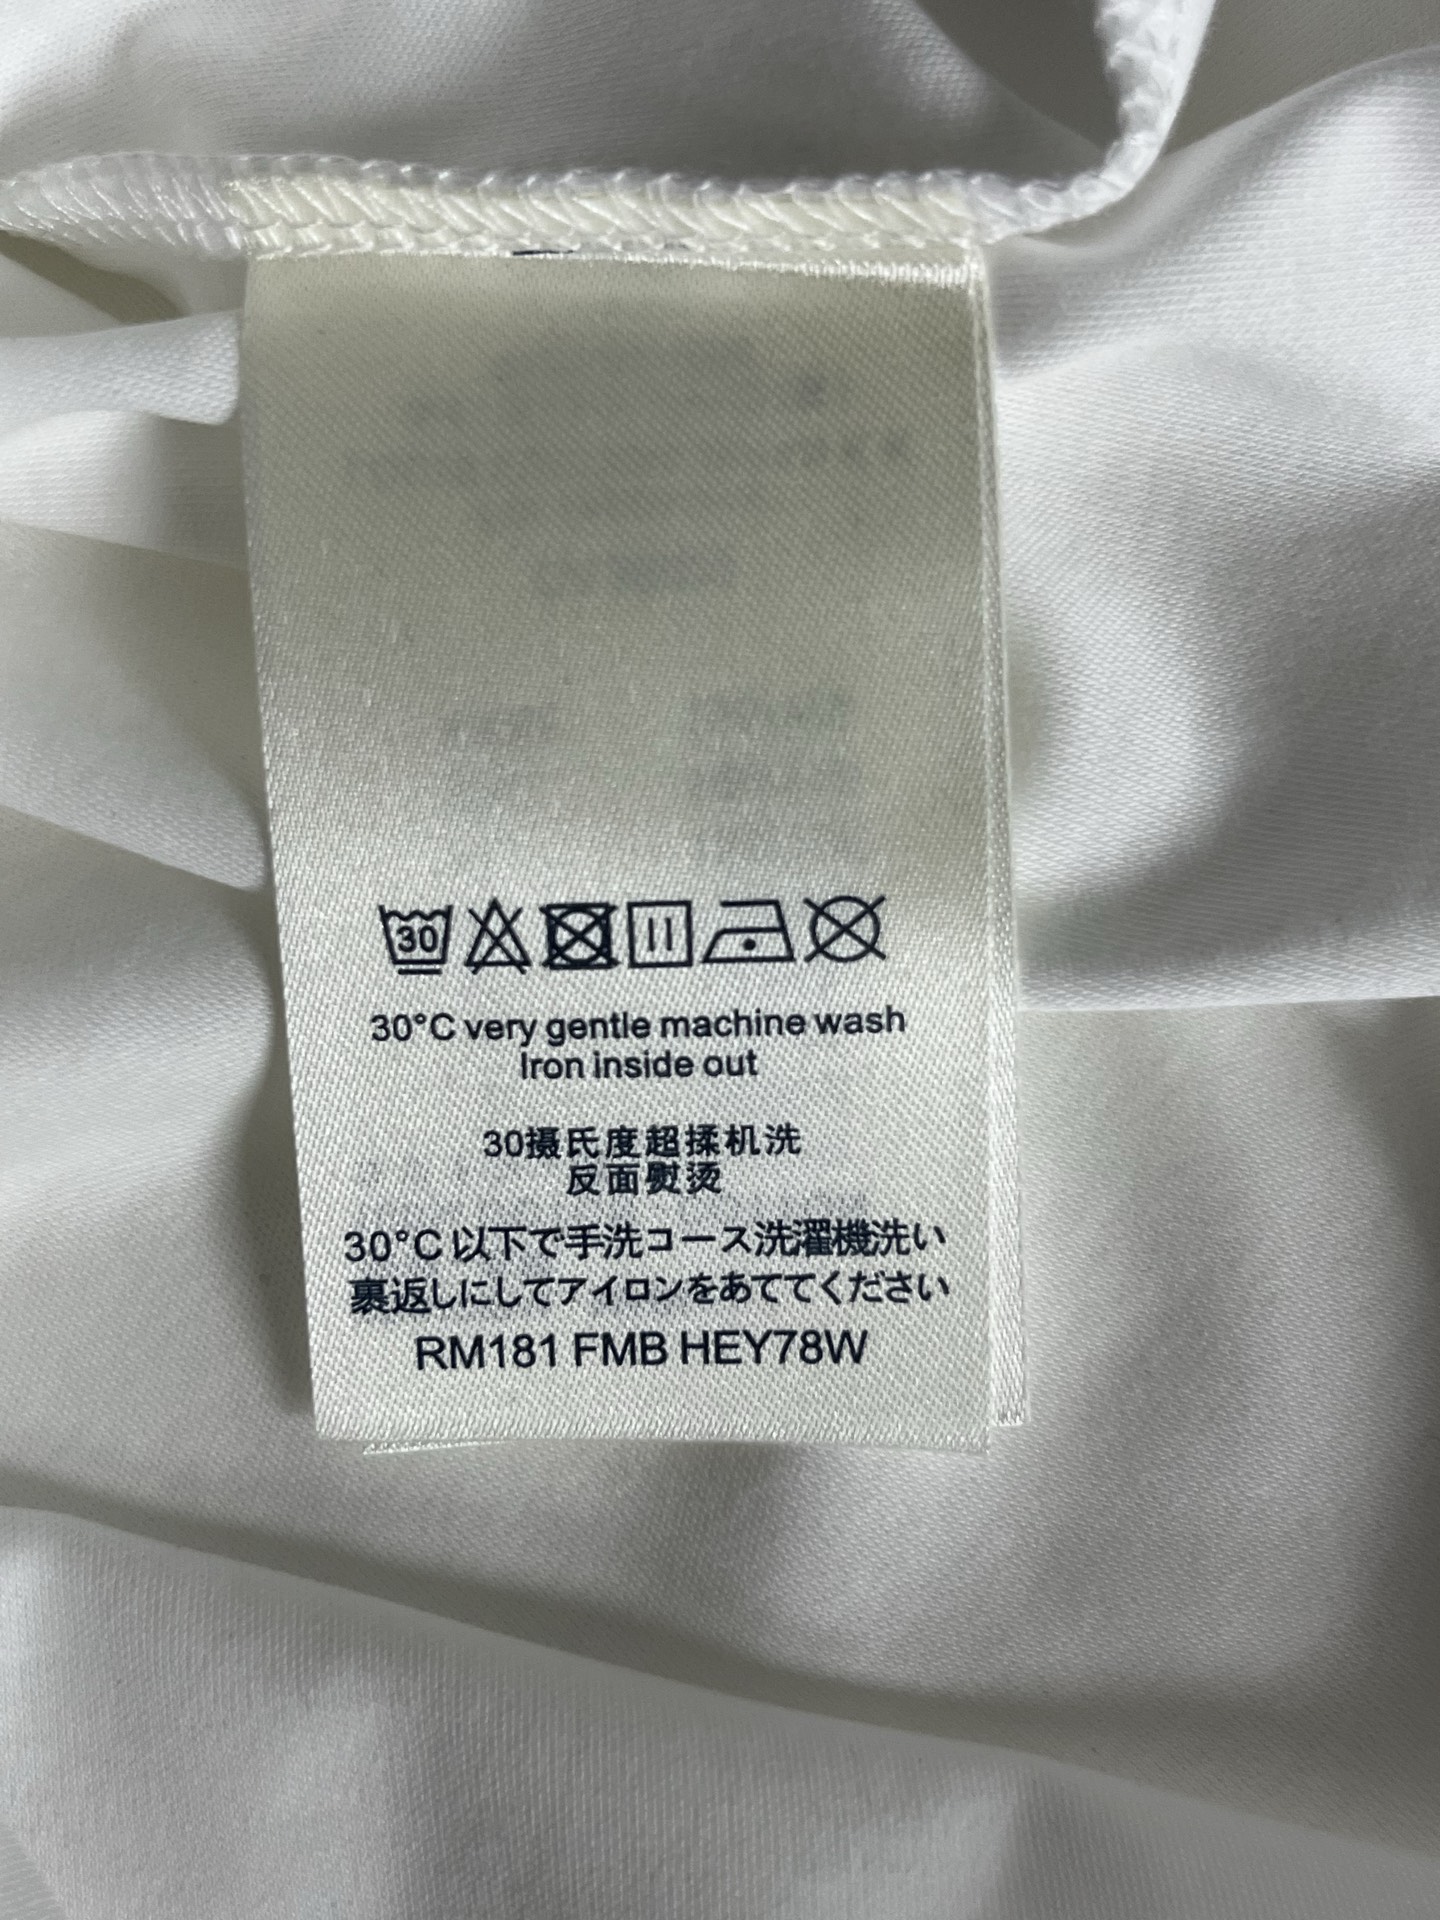 30
30°C very gentle machine wash
Iron inside out
30摄氏度超揉机洗
反面熨烫
30°C以下で手洗コース洗濯機洗い
裏返しにしてアイロンをあててください
RM181 FMB HEY78W